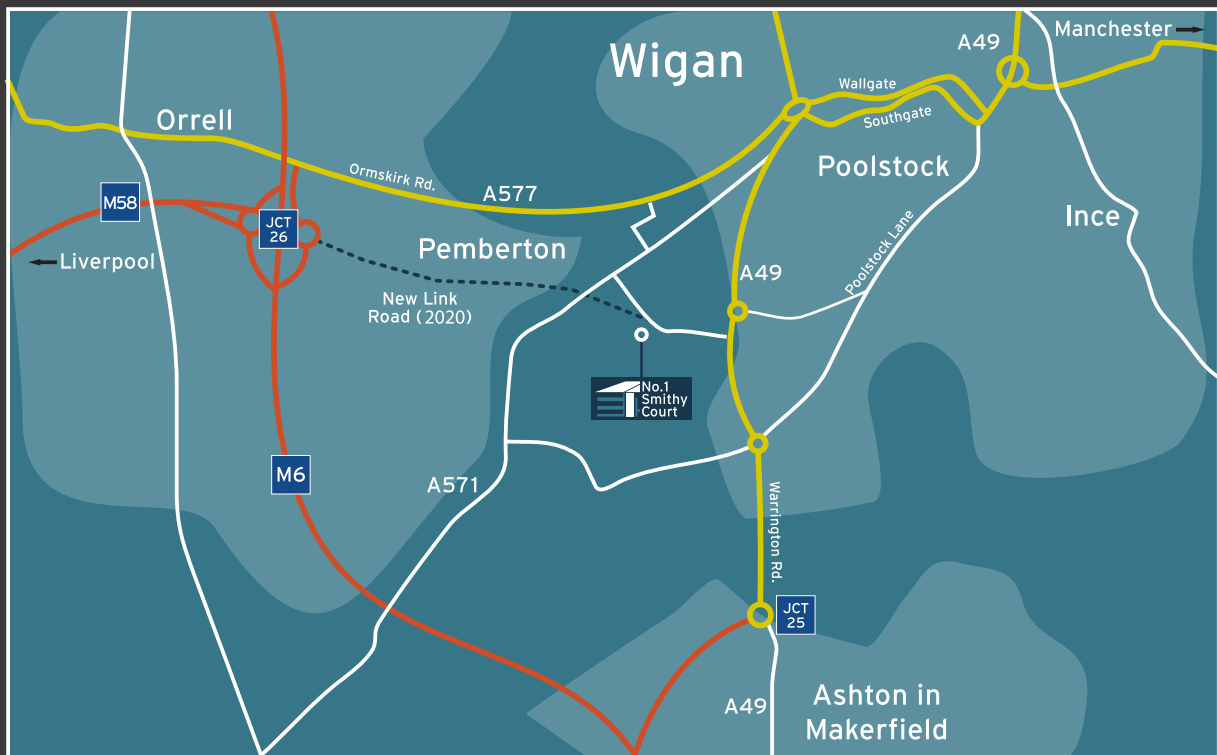 Manchester
A49
Wigan
Wallgate
Southgate
Orrell
Ormskirk Rd.
A577
Poolstock
M58
JCT
26
Ince
Pemberton
Liverpool
A49
Poolstock Lane
New Link
Road (2020)
No.1
Smithy
Court
M6
A571
Warrington Rd.
JCT
25
A49
Ashton in
Makerfield